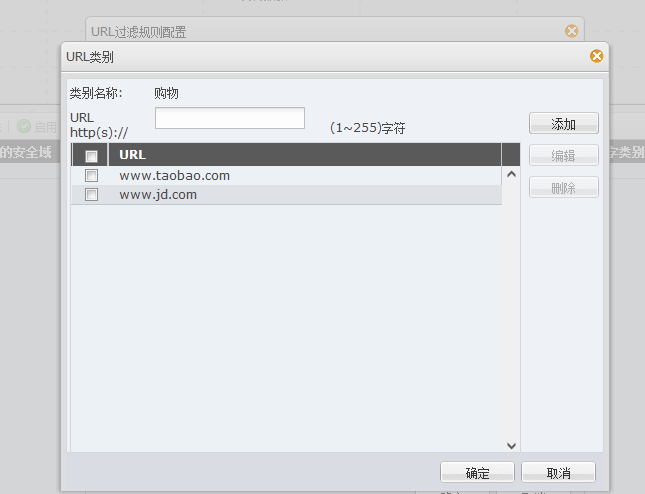 URL过滤规则配置
URL类别
类别名称: 购物
URL
http(s)://
(1~255)字符
添加
启用
的安全域
URL
编辑
字类别
www.taobao.com
删除
www.jd.com
确定
取消